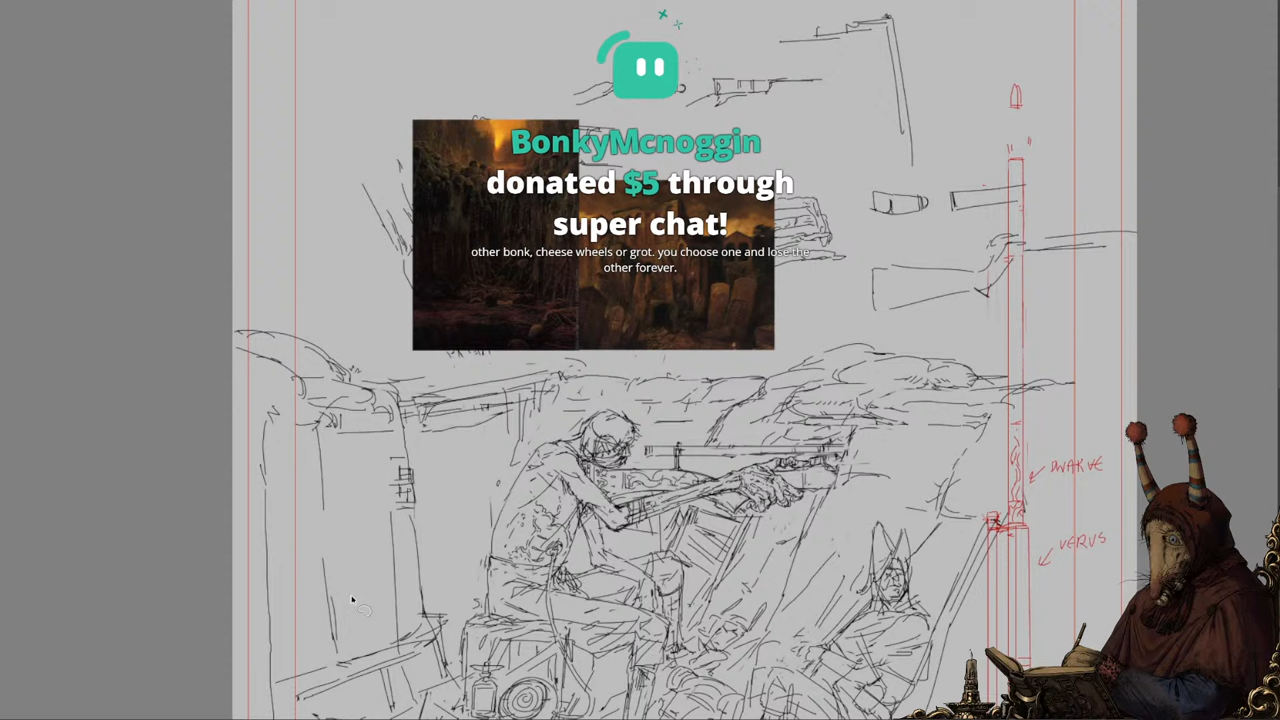 BonkyMcnoggin
donated $5 through
super chat!
other bonk, cheese wheels or grot. you choose one and lose the
other forever.
DWARVE
VERUS